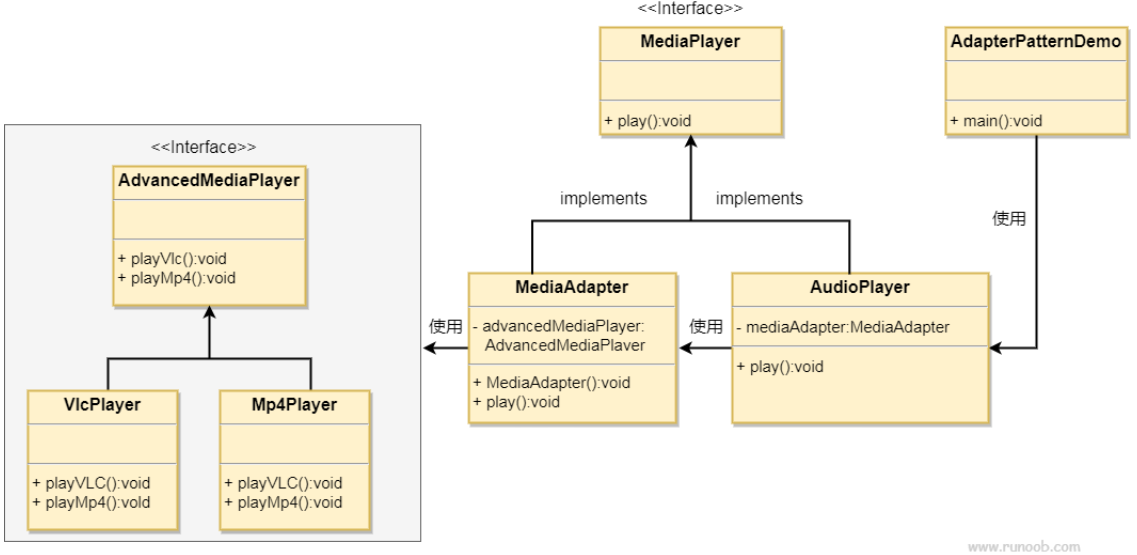 <<Interface>>
MediaPlayer
+ play():void
AdapterPatternDemo
+ main():void
<<Interface>>
AdvancedMediaPlayer
+ playVlc():void
+ playMp4():void
implements
implements
使用
MediaAdapter
- advancedMediaPlayer:
AdvancedMediaPlaver
+ MediaAdapter():void
+ play():void
AudioPlayer
- mediaAdapter:MediaAdapter
+ play():void
使用
使用
VlcPlayer
+ playVLC():void
+ playMp4():vold
Mp4Player
+ playVLC():void
+ playMp4():void
www.runoob.com